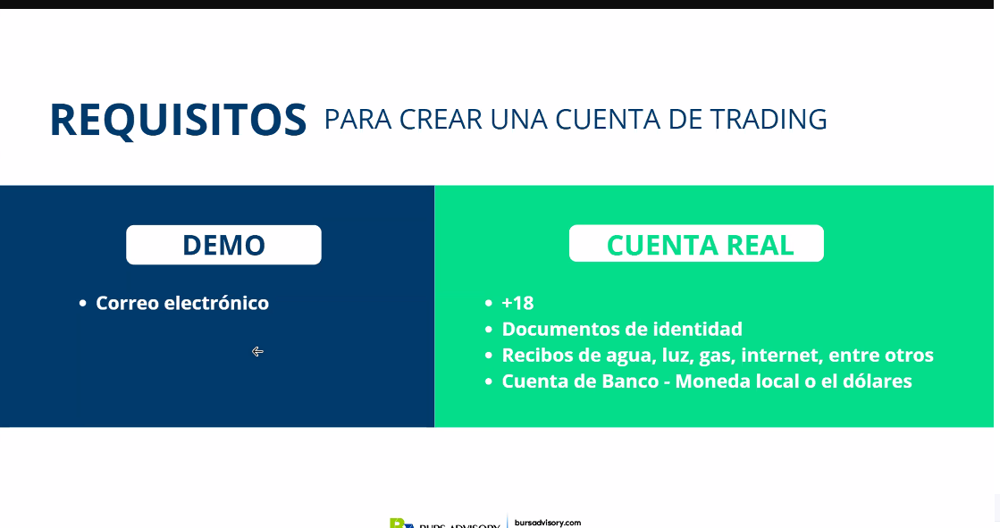 REQUISITOS PARA CREAR UNA CUENTA DE TRADING
DEMO
• Correo electrónico
CUENTA REAL
• +18
• Documentos de identidad
• Recibos de agua, luz, gas, internet, entre otros
• Cuenta de Banco - Moneda local o el dólares
BURS ADVISORY
bursadvisory.com